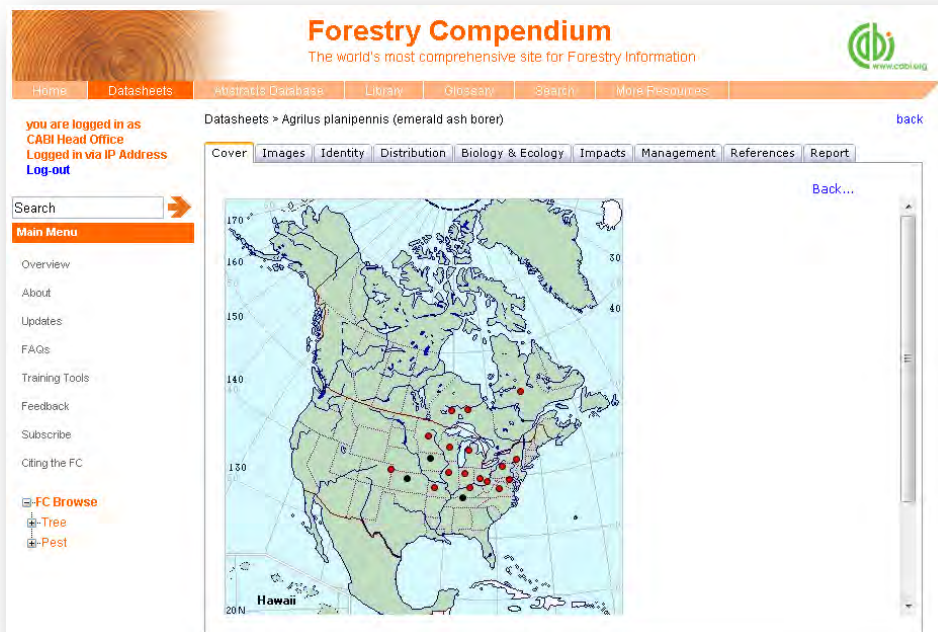 Forestry Compendium
The world's most comprehensive site for Forestry Information
cabi
www.cabi.org
Home Datasheets Abstracts Database Library Glossary Search More Resources
you are logged in as
CABI Head Office
Logged in via IP Address
Log-out
Search
Main Menu
Overview
About
Updates
FAQs
Training Tools
Feedback
Subscribe
Citing the FC
FC Browse
Tree
Pest
Datasheets » Agrilus planipennis (emerald ash borer)
back
Cover Images Identity Distribution Biology & Ecology Impacts Management References Report
Back...
170
160
150
140
130
20N
30
40
Hawaii